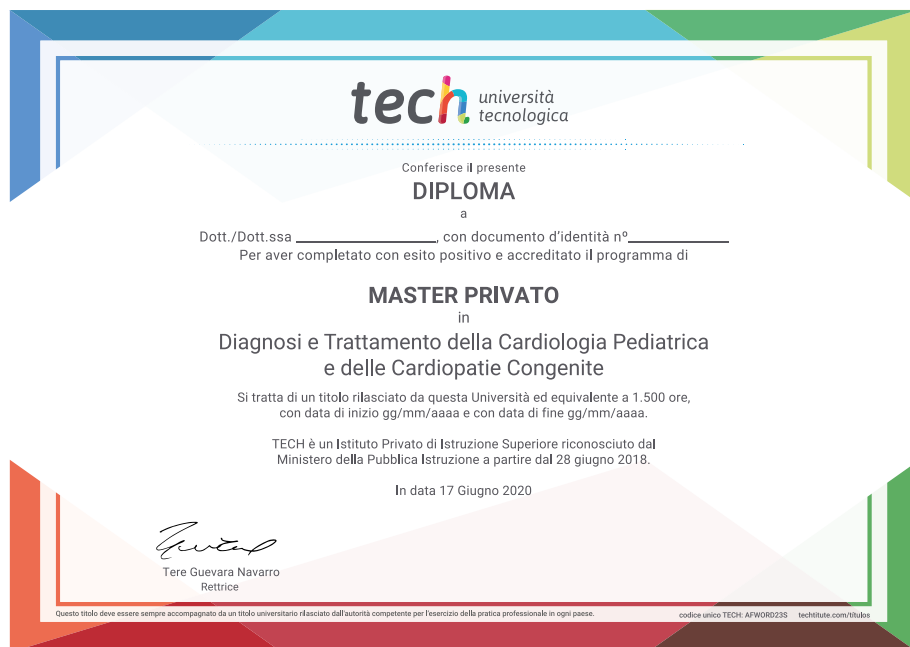 tech università
tecnologica
Conferisce il presente
DIPLOMA
a
Dott./Dott.ssa ________________, con documento d'identità nº____________
Per aver completato con esito positivo e accreditato il programma di
MASTER PRIVATO
in
Diagnosi e Trattamento della Cardiologia Pediatrica
e delle Cardiopatie Congenite
Si tratta di un titolo rilasciato da questa Università ed equivalente a 1.500 ore,
con data di inizio gg/mm/aaaa e con data di fine gg/mm/aaaa.
TECH è un Istituto Privato di Istruzione Superiore riconosciuto dal
Ministero della Pubblica Istruzione a partire dal 28 giugno 2018.
In data 17 Giugno 2020
Tere Guevara Navarro
Rettrice
Questo titolo deve essere sempre accompagnato da un titolo universitario rilasciato dall'autorità competente per l'esercizio della pratica professionale in ogni paese.
codice unico TECH: AFWORD23S techtitute.com/titulos